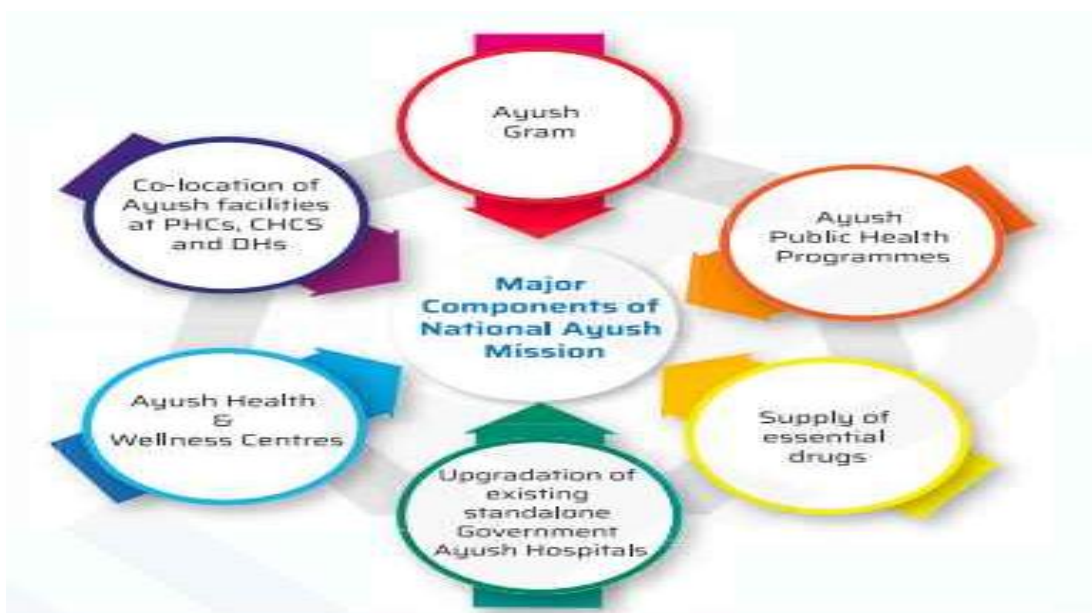 Ayush
Gram
Co-location of
Ayush facilities
at PHCs, CHCS
and DHs
Ayush
Public Health
Programmes
Major
Components of
National Ayush
Mission
Ayush Health
&
Wellness Centres
Supply of
essential
drugs
Upgradation of
existing
standalone
Government
Ayush Hospitals